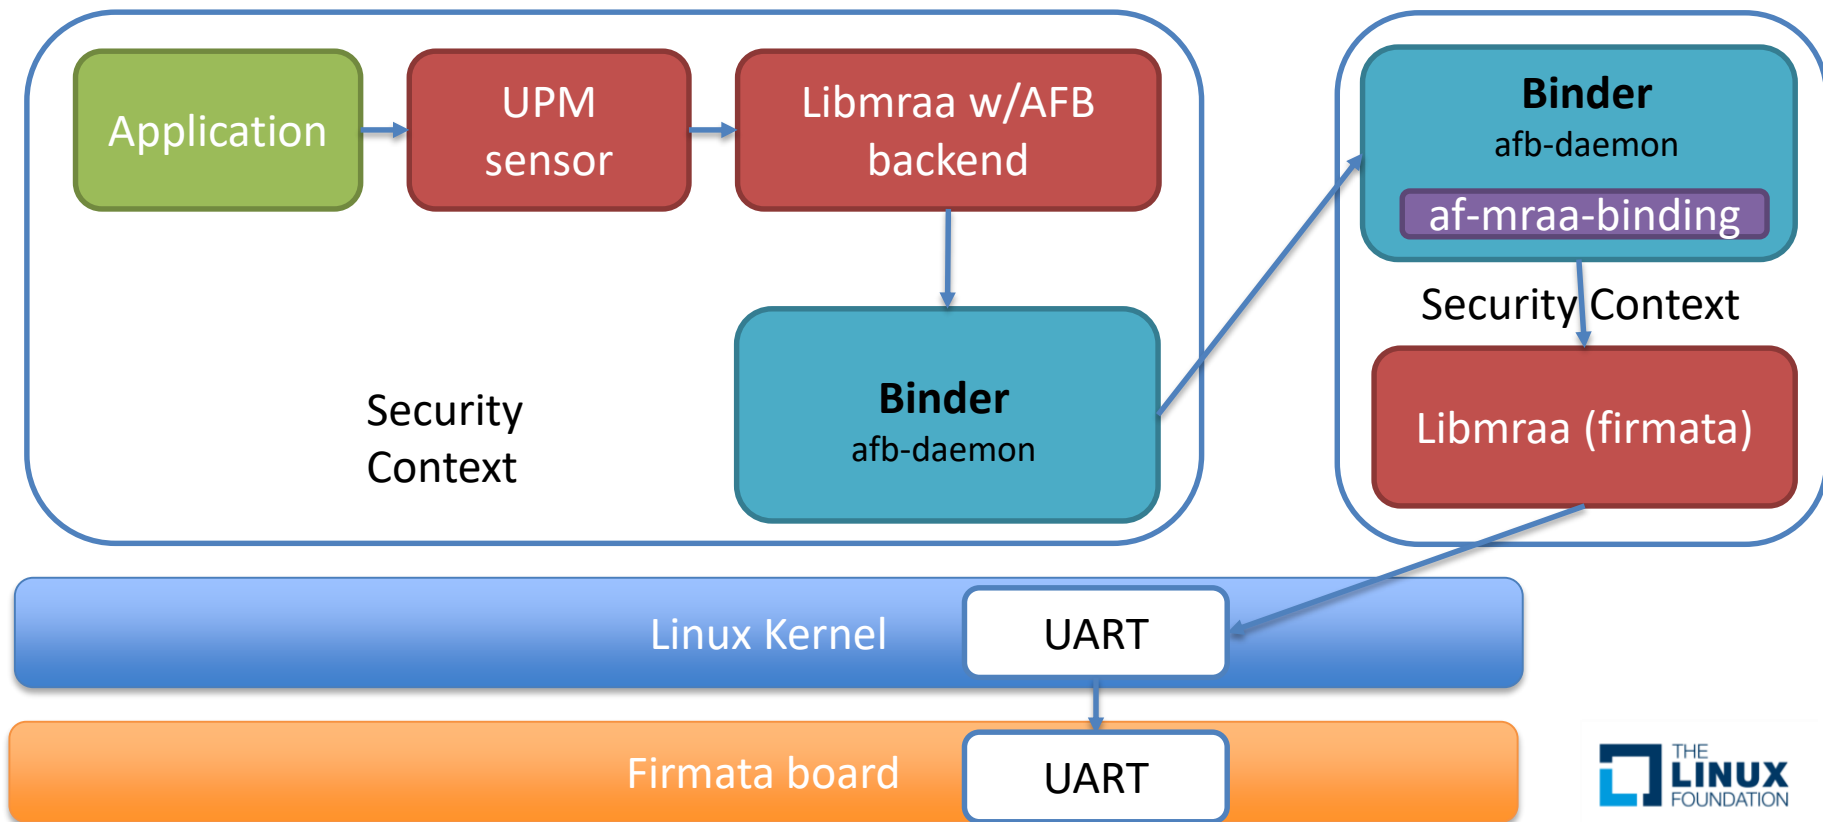 Application
UPM
sensor
Libmraa w/AFB
backend
Binder
afb-daemon
Security
Context
Binder
afb-daemon
af-mraa-binding
Security Context
Libmraa (firmata)
Linux Kernel
UART
Firmata board
UART
THE
LINUX
FOUNDATION